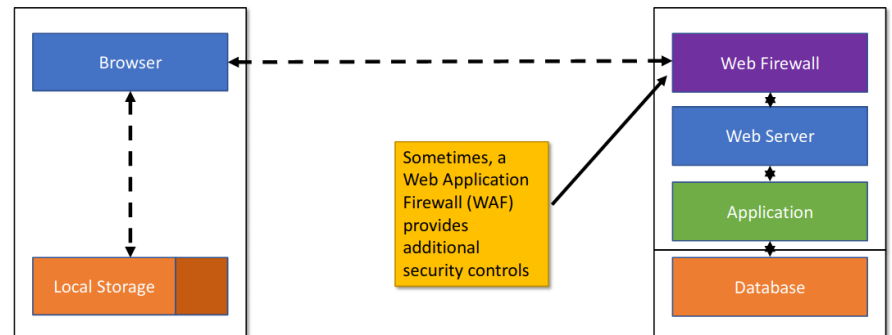 Browser
Web Firewall
Web Server
Sometimes, a
Web Application
Firewall (WAF)
provides
additional
security controls
Application
Local Storage
Database